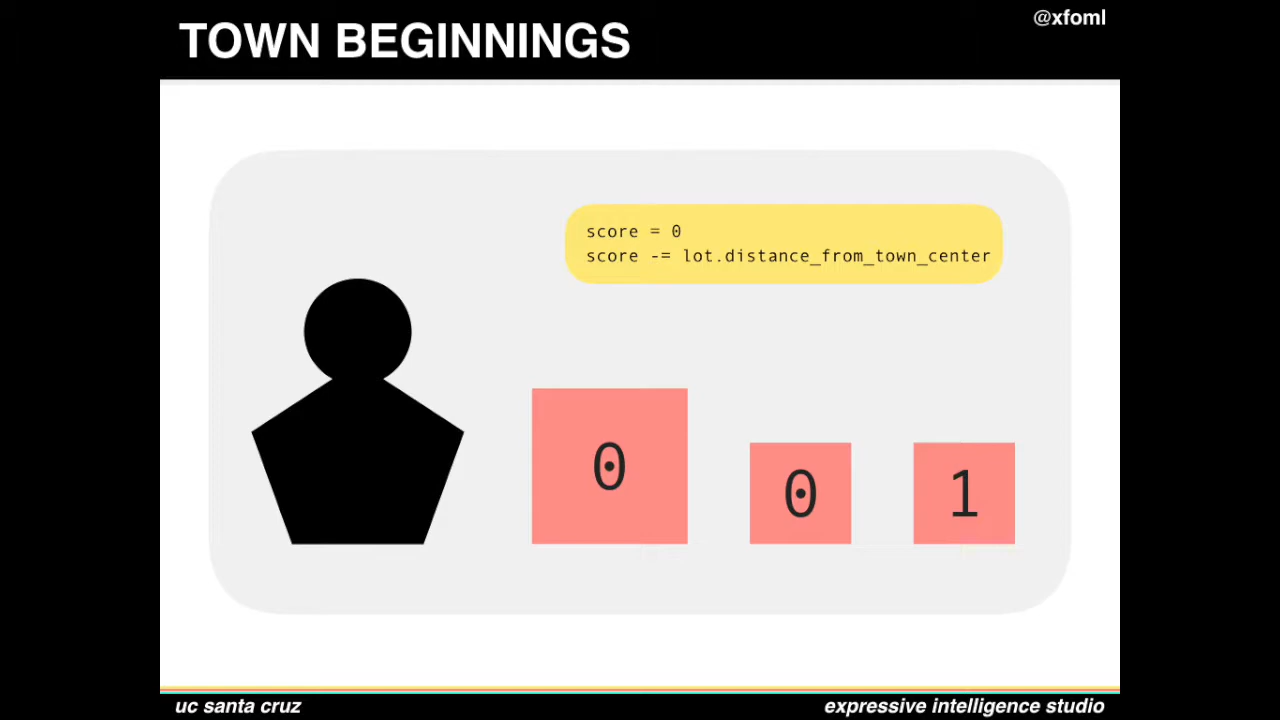 TOWN BEGINNINGS
@xfoml
score = 0
score -= lot.distance_from_town_center
0
0
1
uc santa cruz
expressive intelligence studio